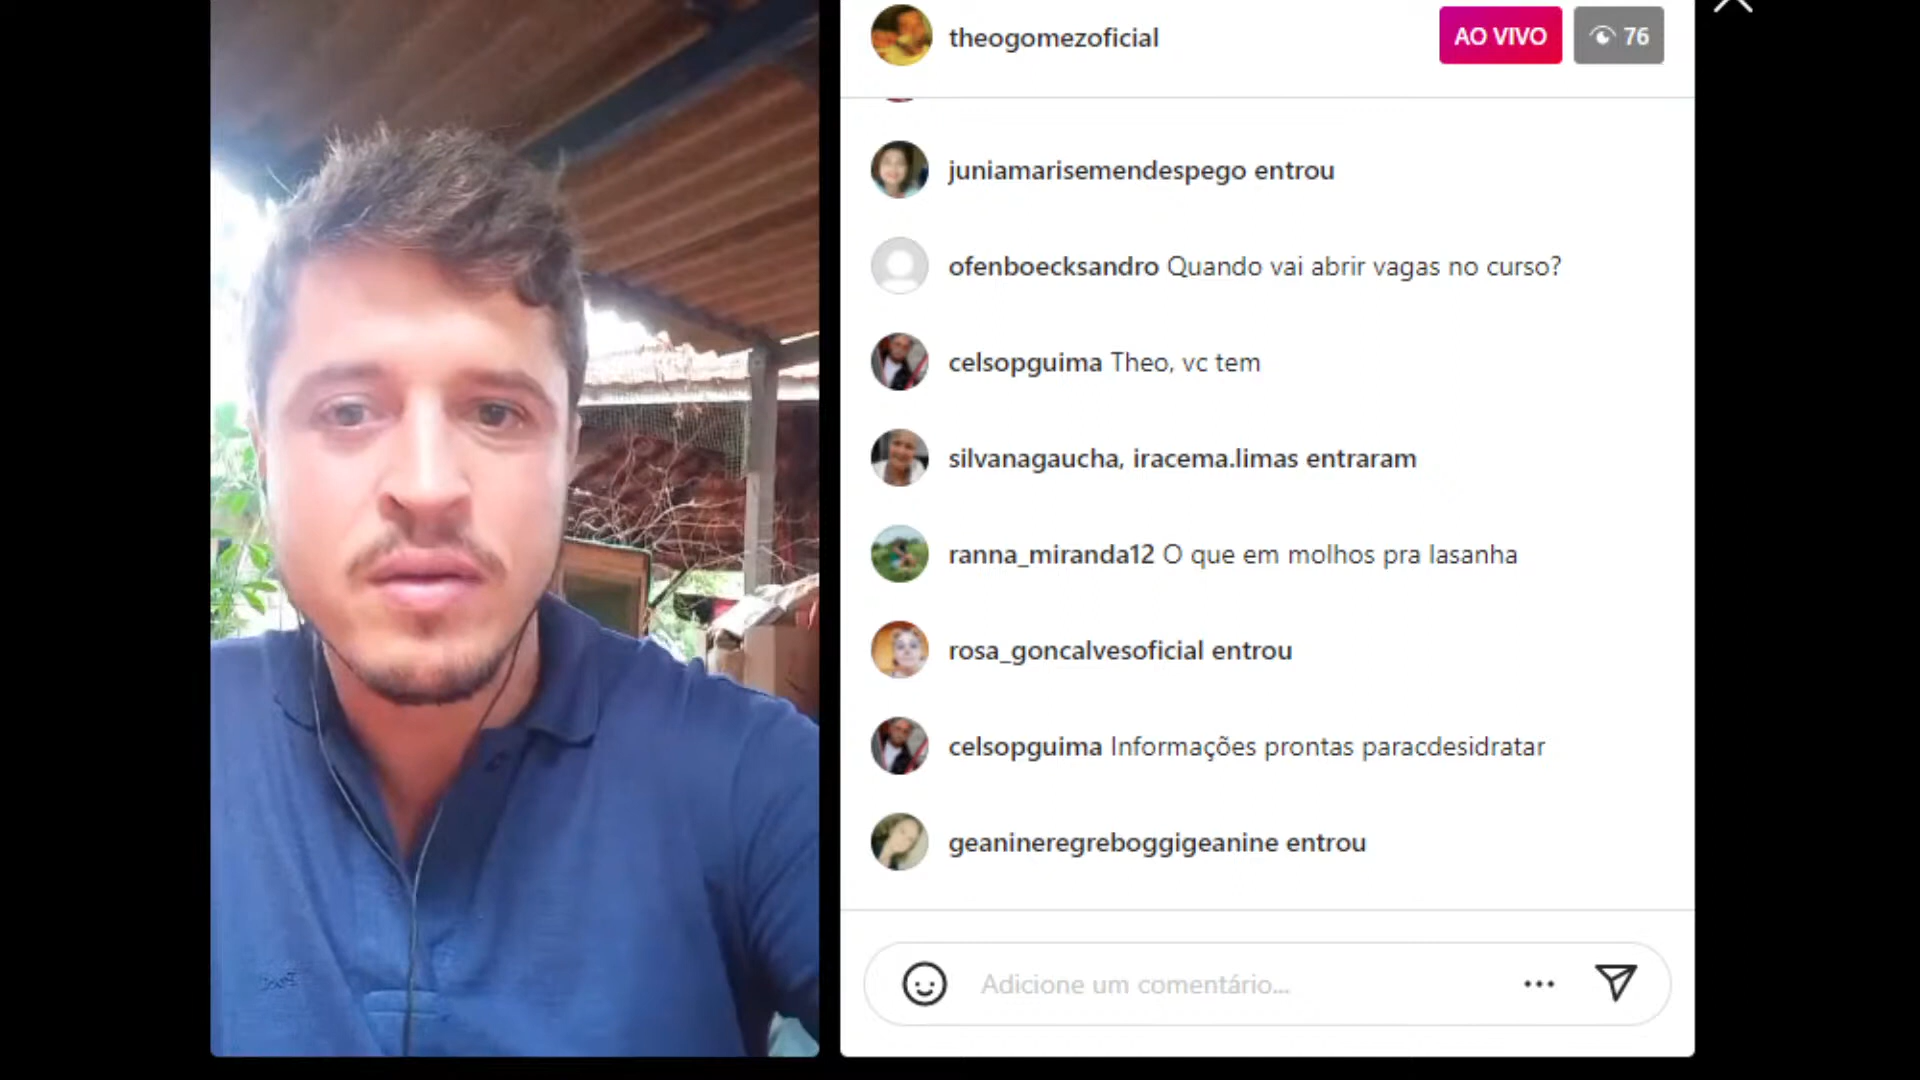 theogomezoficial
AO VIVO
76
juniamarisemendespego entrou
ofenboecksandro Quando vai abrir vagas no curso?
celsopguima Theo, vc tem
silvanagaucha, iracema.limas entraram
ranna_miranda12 O que em molhos pra lasanha
rosa_goncalvesoficial entrou
celsopguima Informações prontas paracdesidratar
geanineregreboggigeanine entrou
Adicione um comentário...